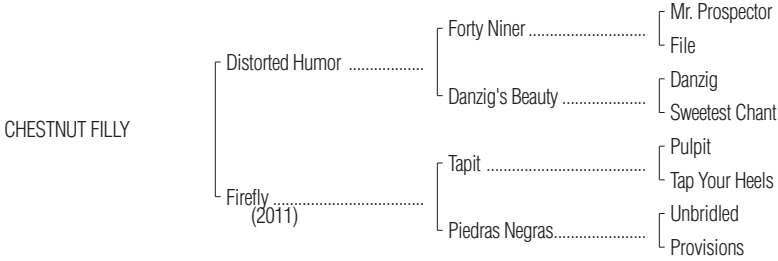 Mr. Prospector
Forty Niner ..............................
File
Distorted Humor ..................
Danzig's Beauty .....................
Danzig
Sweetest Chant
CHESTNUT FILLY
Pulpit
Tapit .........................................
Tap Your Heels
Firefly .....................................
(2011)
Piedras Negras.......................
Unbridled
Provisions